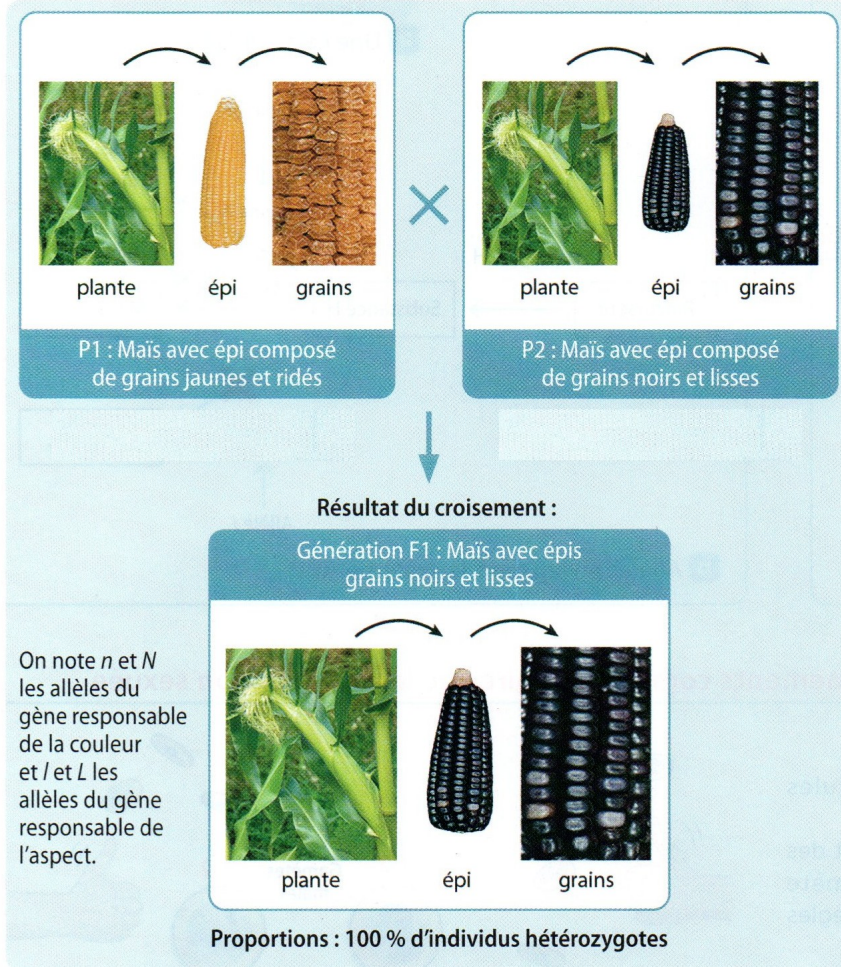 plante épi grains
P1 : Maïs avec épi composé
de grains jaunes et ridés
plante épi grains
P2 : Maïs avec épi composé
de grains noirs et lisses
Résultat du croisement :
Génération F1 : Maïs avec épis
grains noirs et lisses
On note n et N
les allèles du
gène responsable
de la couleur
et l et L les
allèles du gène
responsable de
l'aspect.
plante épi grains
Proportions : 100 % d'individus hétérozygotes